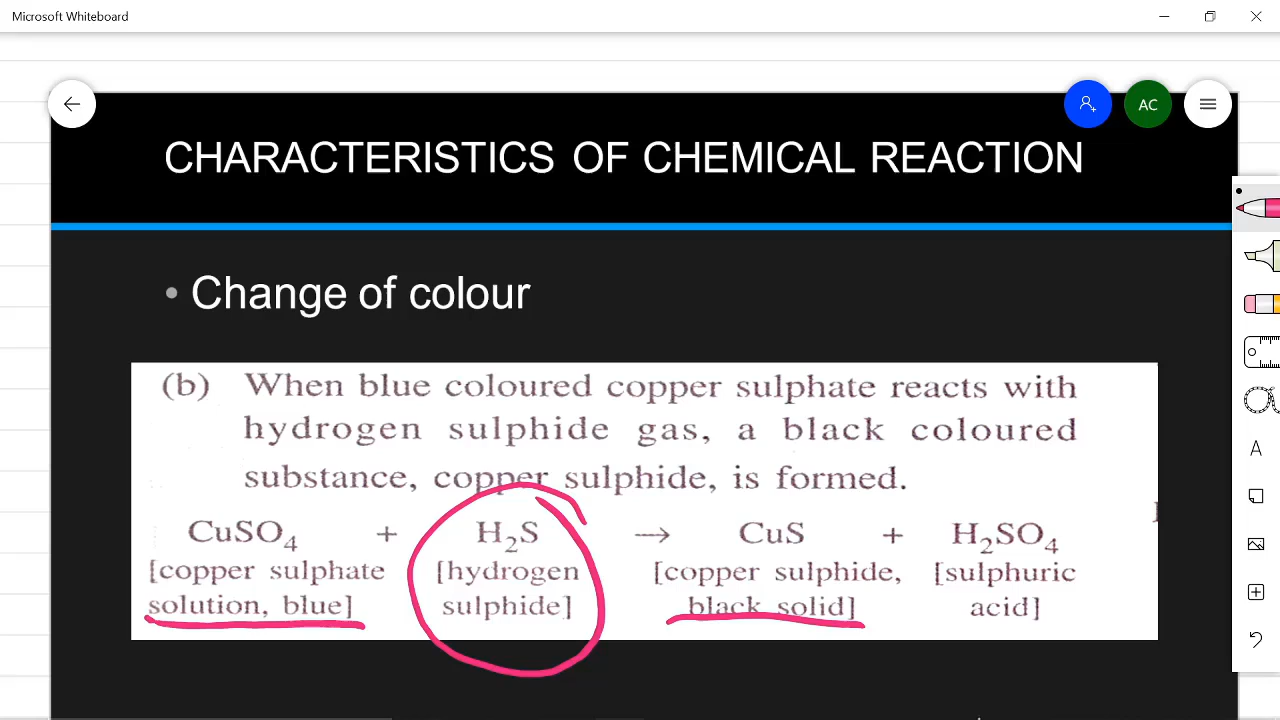 Microsoft Whiteboard
AC
CHARACTERISTICS OF CHEMICAL REACTION
• Change of colour
(b) When blue coloured copper sulphate reacts with
hydrogen sulphide gas, a black coloured
substance, copper sulphide, is formed.
CuSO₄ + H₂S → CuS + H₂SO₄
[copper sulphate [hydrogen [copper sulphide, [sulphuric
solution, blue] sulphide] black solid] acid]
A